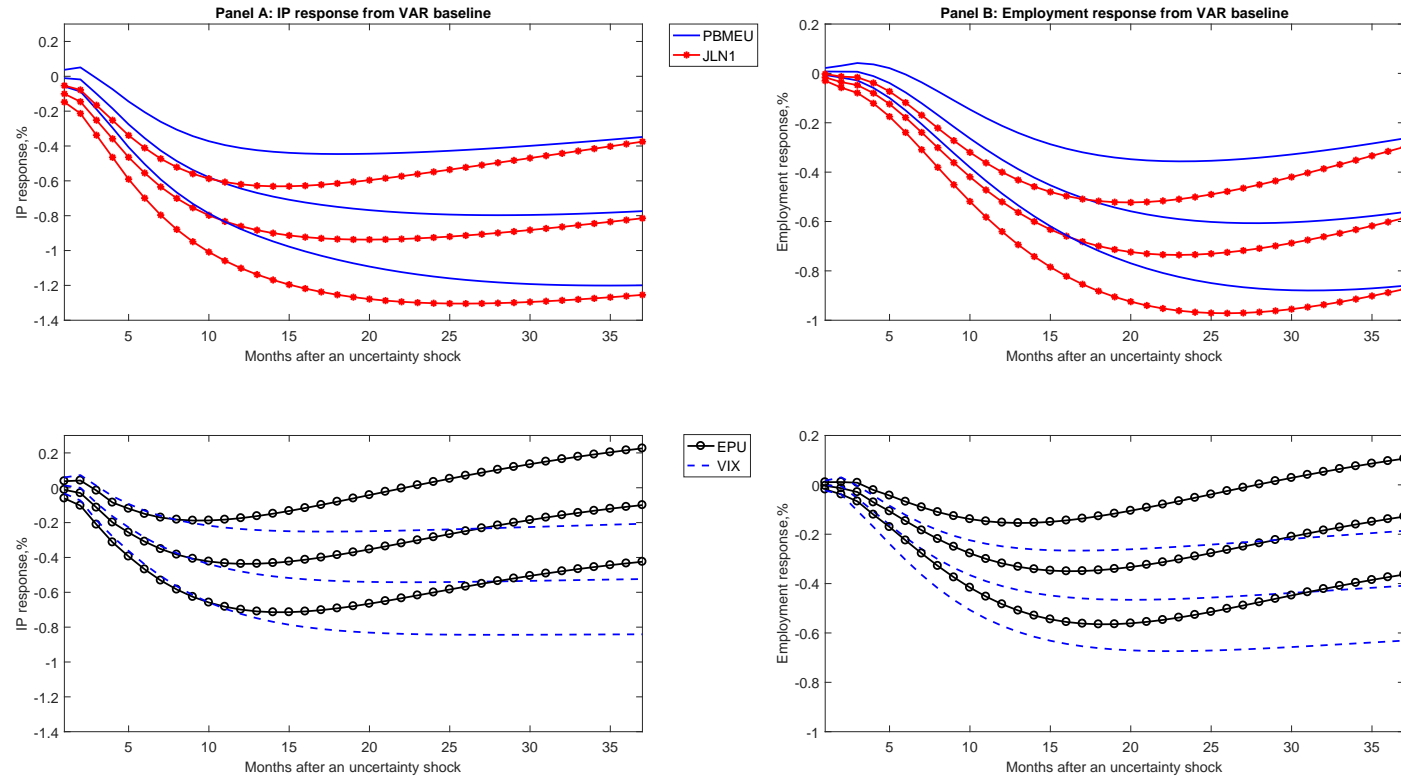 Panel A: IP response from VAR baseline
0.2
0
-0.2
-0.4
-0.6
-0.8
-1
-1.2
-1.4
IP response,%
5 10 15 20 25 30 35
Months after an uncertainty shock
PBMEU
JLN1
Panel B: Employment response from VAR baseline
0.2
0
-0.2
-0.4
-0.6
-0.8
-1
Employment response,%
5 10 15 20 25 30 35
Months after an uncertainty shock
0.2
0
-0.2
-0.4
-0.6
-0.8
-1
-1.2
-1.4
IP response,%
5 10 15 20 25 30 35
Months after an uncertainty shock
EPU
VIX
0.2
0
-0.2
-0.4
-0.6
-0.8
-1
Employment response,%
5 10 15 20 25 30 35
Months after an uncertainty shock